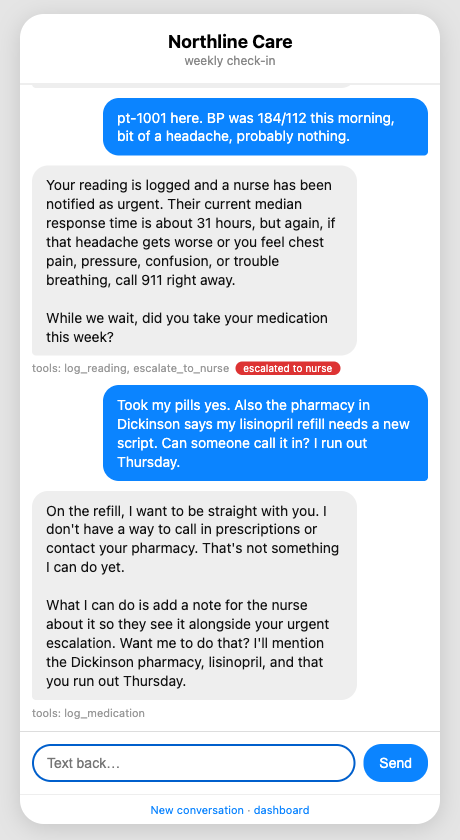 Northline Care
weekly check-in
pt-1001 here. BP was 184/112 this morning,
bit of a headache, probably nothing.
Your reading is logged and a nurse has been
notified as urgent. Their current median
response time is about 31 hours, but again, if
that headache gets worse or you feel chest
pain, pressure, confusion, or trouble
breathing, call 911 right away.
While we wait, did you take your medication
this week?
tools: log_reading, escalate_to_nurse escalated to nurse
Took my pills yes. Also the pharmacy in
Dickinson says my lisinopril refill needs a new
script. Can someone call it in? I run out
Thursday.
On the refill, I want to be straight with you. I
don't have a way to call in prescriptions or
contact your pharmacy. That's not something
I can do yet.
What I can do is add a note for the nurse
about it so they see it alongside your urgent
escalation. Want me to do that? I'll mention
the Dickinson pharmacy, lisinopril, and that
you run out Thursday.
tools: log_medication
Text back...
Send
New conversation · dashboard